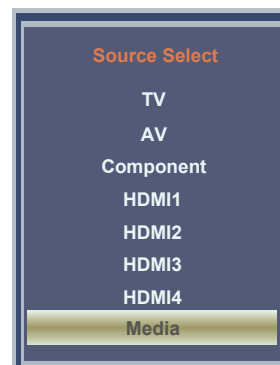 Source Select
TV
AV
Component
HDMI1
HDMI2
HDMI3
HDMI4
Media